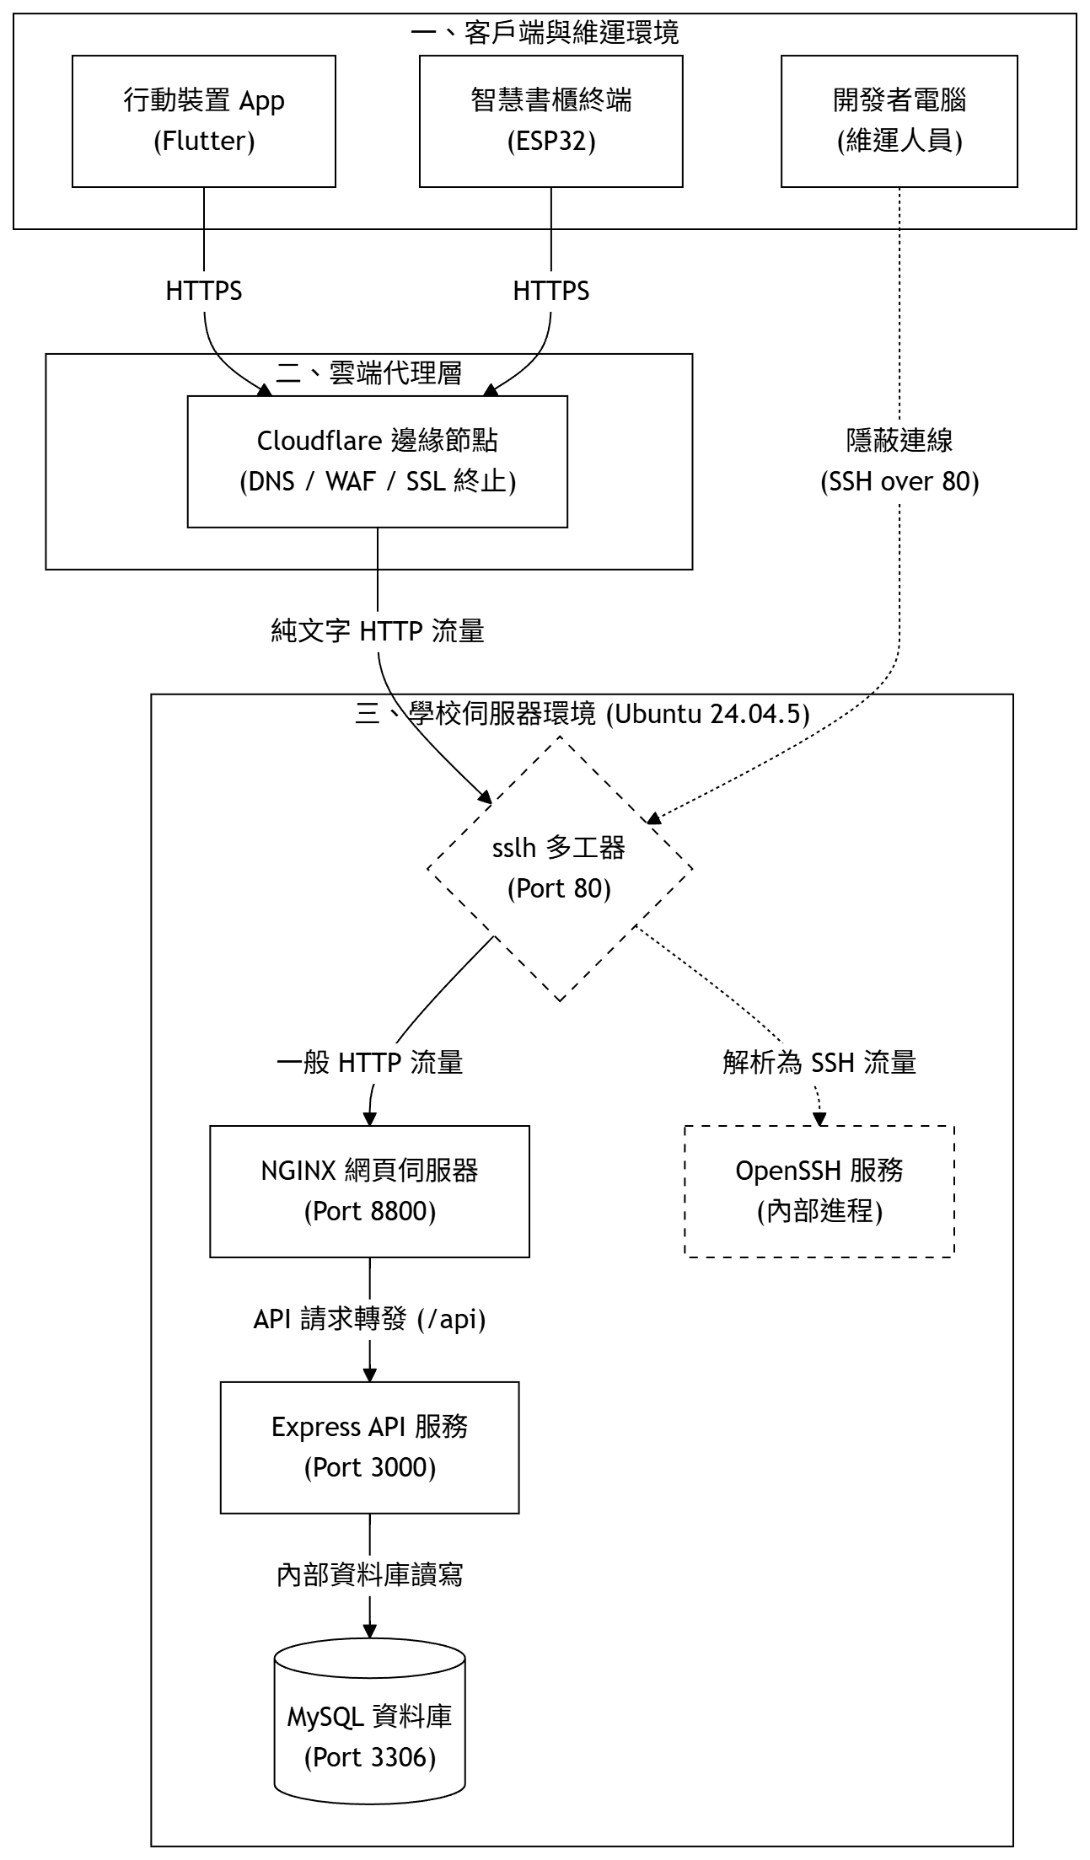 一、客戶端與維運環境
行動裝置 App
(Flutter)
智慧書櫃終端
(ESP32)
開發者電腦
(維運人員)
HTTPS
HTTPS
二、雲端代理層
Cloudflare 邊緣節點
(DNS / WAF / SSL 終止)
隱蔽連線
(SSH over 80)
純文字 HTTP 流量
三、學校伺服器環境 (Ubuntu 24.04.5)
sslh 多工器
(Port 80)
一般 HTTP 流量
解析為 SSH 流量
NGINX 網頁伺服器
(Port 8800)
OpenSSH 服務
(內部進程)
API 請求轉發 (/api)
Express API 服務
(Port 3000)
內部資料庫讀寫
MySQL 資料庫
(Port 3306)